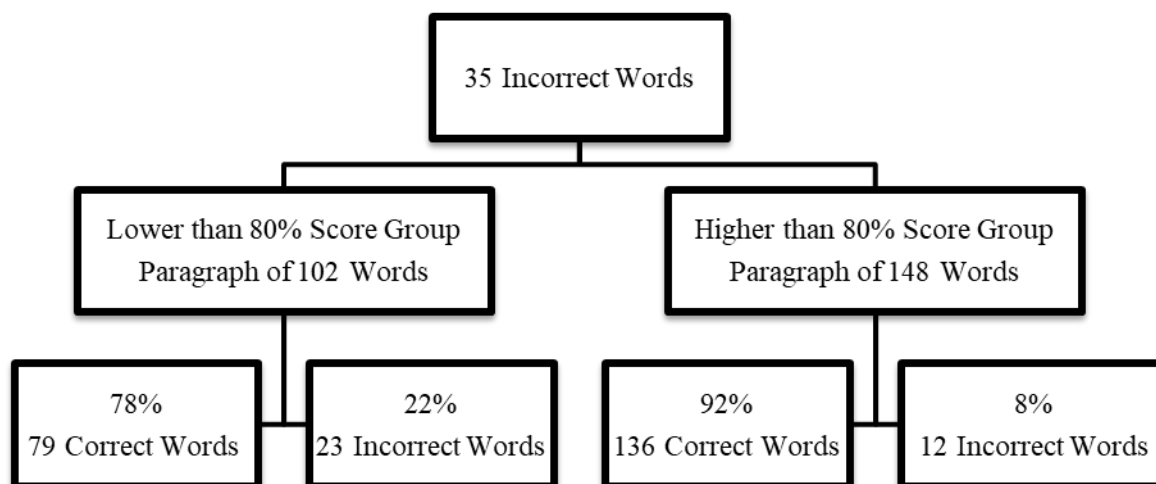 35 Incorrect Words
Lower than 80% Score Group
Paragraph of 102 Words
Higher than 80% Score Group
Paragraph of 148 Words
78%
79 Correct Words
22%
23 Incorrect Words
92%
136 Correct Words
8%
12 Incorrect Words